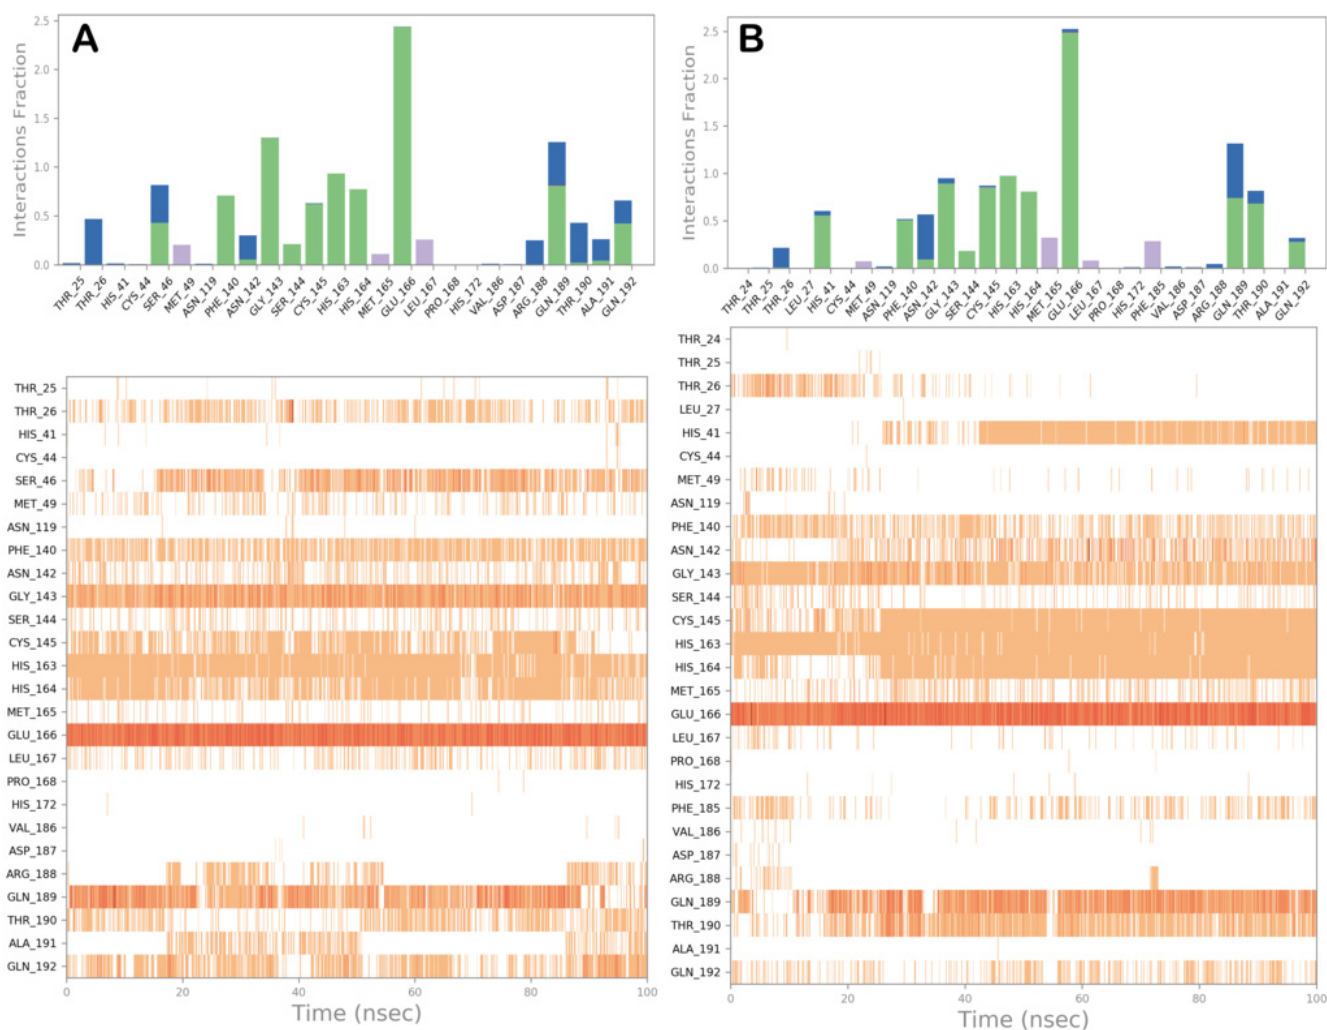 A
Interactions Fraction
2.5
2.0
1.5
1.0
0.5
0.0
THR_25
THR_26
HIS_41
CYS_44
SER_46
MET_49
ASN_119
PHE_140
ASN_142
GLY_143
SER_144
CYS_145
HIS_163
HIS_164
MET_165
GLU_166
LEU_167
PRO_168
HIS_172
VAL_186
ASP_187
ARG_188
GLN_189
THR_190
ALA_191
GLN_192
B
Interactions Fraction
2.5
2.0
1.5
1.0
0.5
0.0
THR_24
THR_25
THR_26
LEU_27
HIS_41
CYS_44
MET_49
ASN_119
PHE_140
ASN_142
GLY_143
SER_144
CYS_145
HIS_163
HIS_164
MET_165
GLU_166
LEU_167
PRO_168
HIS_172
PHE_185
VAL_186
ASP_187
ARG_188
GLN_189
THR_190
ALA_191
GLN_192
THR_25
THR_26
HIS_41
CYS_44
SER_46
MET_49
ASN_119
PHE_140
ASN_142
GLY_143
SER_144
CYS_145
HIS_163
HIS_164
MET_165
GLU_166
LEU_167
PRO_168
HIS_172
VAL_186
ASP_187
ARG_188
GLN_189
THR_190
ALA_191
GLN_192
0 20 40 60 80 100
Time (nsec)
THR_24
THR_25
THR_26
LEU_27
HIS_41
CYS_44
MET_49
ASN_119
PHE_140
ASN_142
GLY_143
SER_144
CYS_145
HIS_163
HIS_164
MET_165
GLU_166
LEU_167
PRO_168
HIS_172
PHE_185
VAL_186
ASP_187
ARG_188
GLN_189
THR_190
ALA_191
GLN_192
0 20 40 60 80 100
Time (nsec)